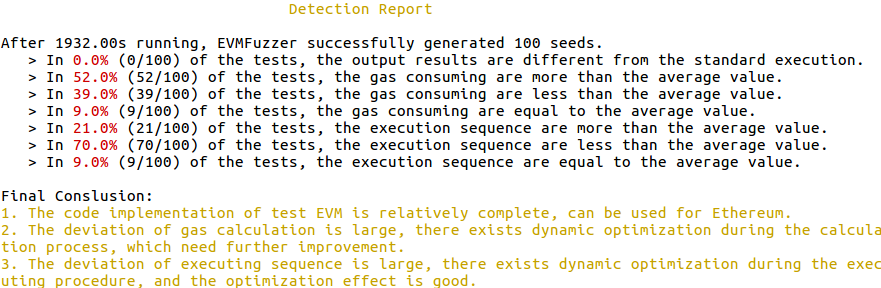 Detection Report
After 1932.00s running, EVMFuzzer successfully generated 100 seeds.
> In 0.0% (0/100) of the tests, the output results are different from the standard execution.
> In 52.0% (52/100) of the tests, the gas consuming are more than the average value.
> In 39.0% (39/100) of the tests, the gas consuming are less than the average value.
> In 9.0% (9/100) of the tests, the gas consuming are equal to the average value.
> In 21.0% (21/100) of the tests, the execution sequence are more than the average value.
> In 70.0% (70/100) of the tests, the execution sequence are less than the average value.
> In 9.0% (9/100) of the tests, the execution sequence are equal to the average value.
Final Conslusion:
1. The code implementation of test EVM is relatively complete, can be used for Ethereum.
2. The deviation of gas calculation is large, there exists dynamic optimization during the calcula
tion process, which need further improvement.
3. The deviation of executing sequence is large, there exists dynamic optimization during the exec
uting procedure, and the optimization effect is good.